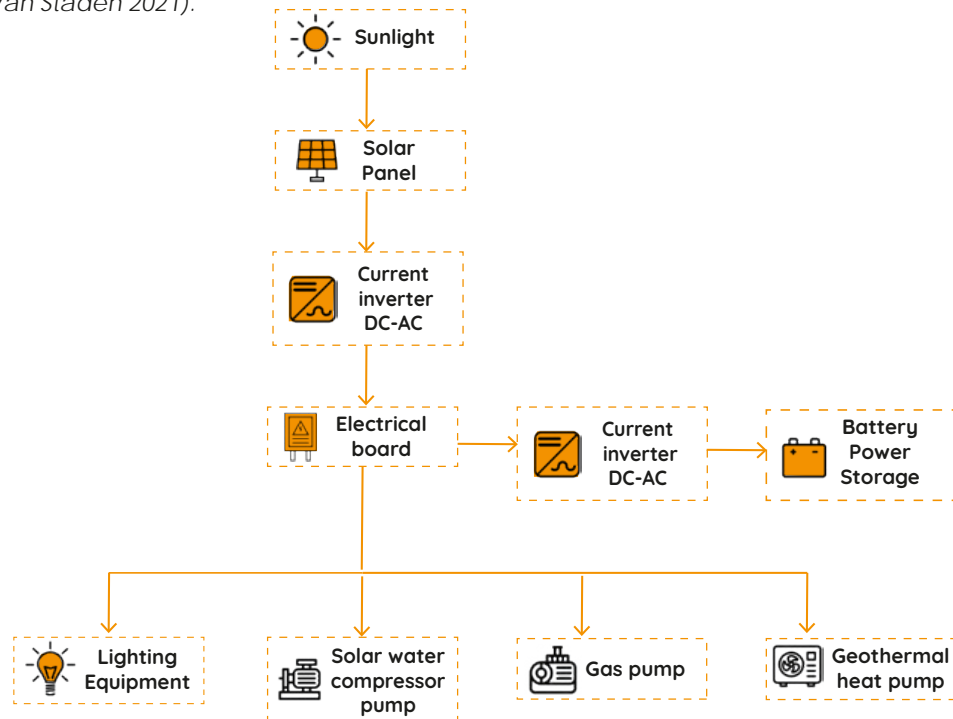 Van Staden 2021).
Sunlight
Solar
Panel
Current
inverter
DC-AC
Electrical
board
Current
inverter
DC-AC
Battery
Power
Storage
Lighting
Equipment
Solar water
compressor
pump
Gas pump
Geothermal
heat pump